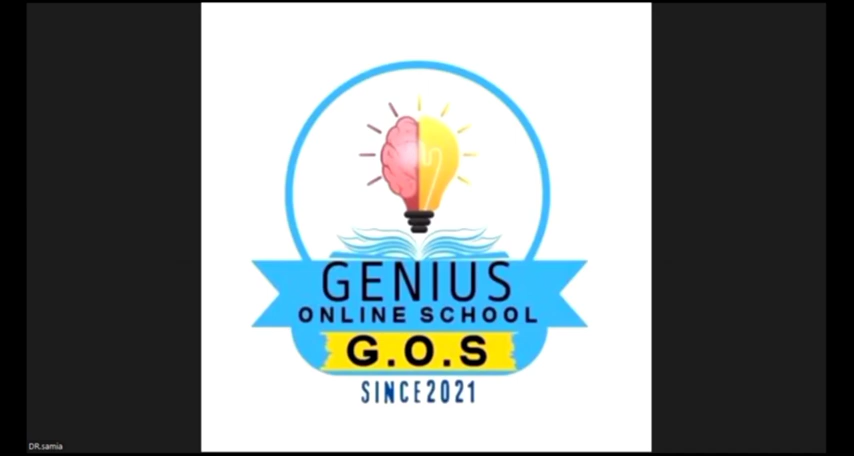 GENIUS
ONLINE SCHOOL
G.O.S
SINCE2021
DR.samia